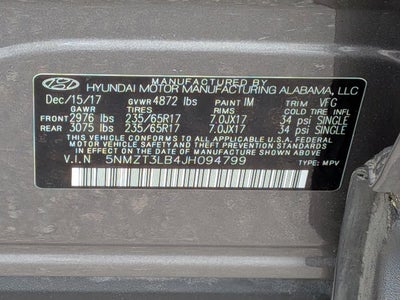 MANUFACTURED BY
HYUNDAI MOTOR MANUFACTURING ALABAMA, LLC
Dec/15/17 GVWR 4872 lbs PAINT IM TRIM VFG
GAWR TIRES RIMS COLD TIRE INFL
FRONT 2976 lbs 235/65R17 7.0JX17 34 psi SINGLE
REAR 3075 lbs 235/65R17 7.0JX17 34 psi SINGLE
THIS VEHICLE CONFORMS TO ALL APPLICABLE FEDERAL
MOTOR VEHICLE SAFETY AND THEFT PREVENTION STANDARDS
IN EFFECT ON THE DATE OF MANUFACTURE SHOWN ABOVE.
V.I.N 5NMZT3LB4JH094799 TYPE: MPV